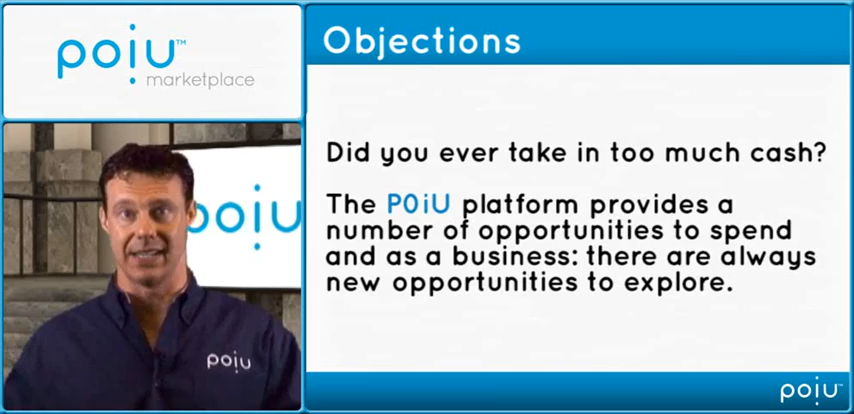 poiu™
marketplace
Objections
poiu
poiu
Did you ever take in too much cash?
The POiU platform provides a
number of opportunities to spend
and as a business: there are always
new opportunities to explore.
poiu™